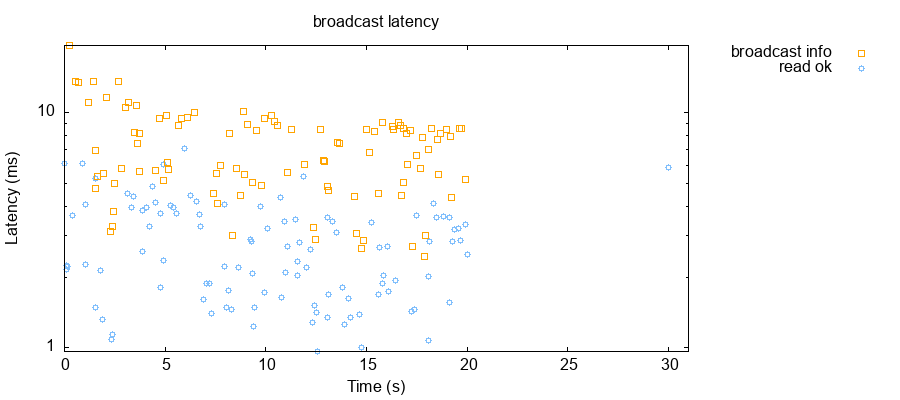 broadcast latency
broadcast info
read ok
10
1
Latency (ms)
0 5 10 15 20 25 30
Time (s)